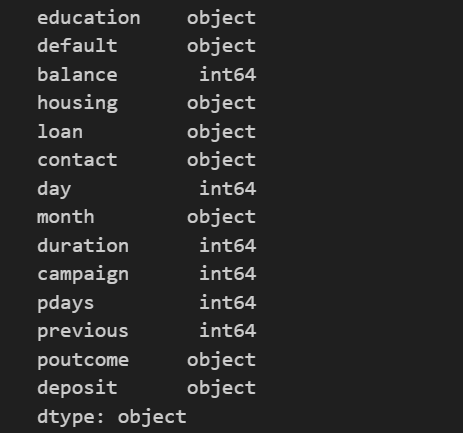 education    object
default      object
balance       int64
housing      object
loan         object
contact      object
day           int64
month        object
duration      int64
campaign      int64
pdays         int64
previous      int64
poutcome     object
deposit      object
dtype: object